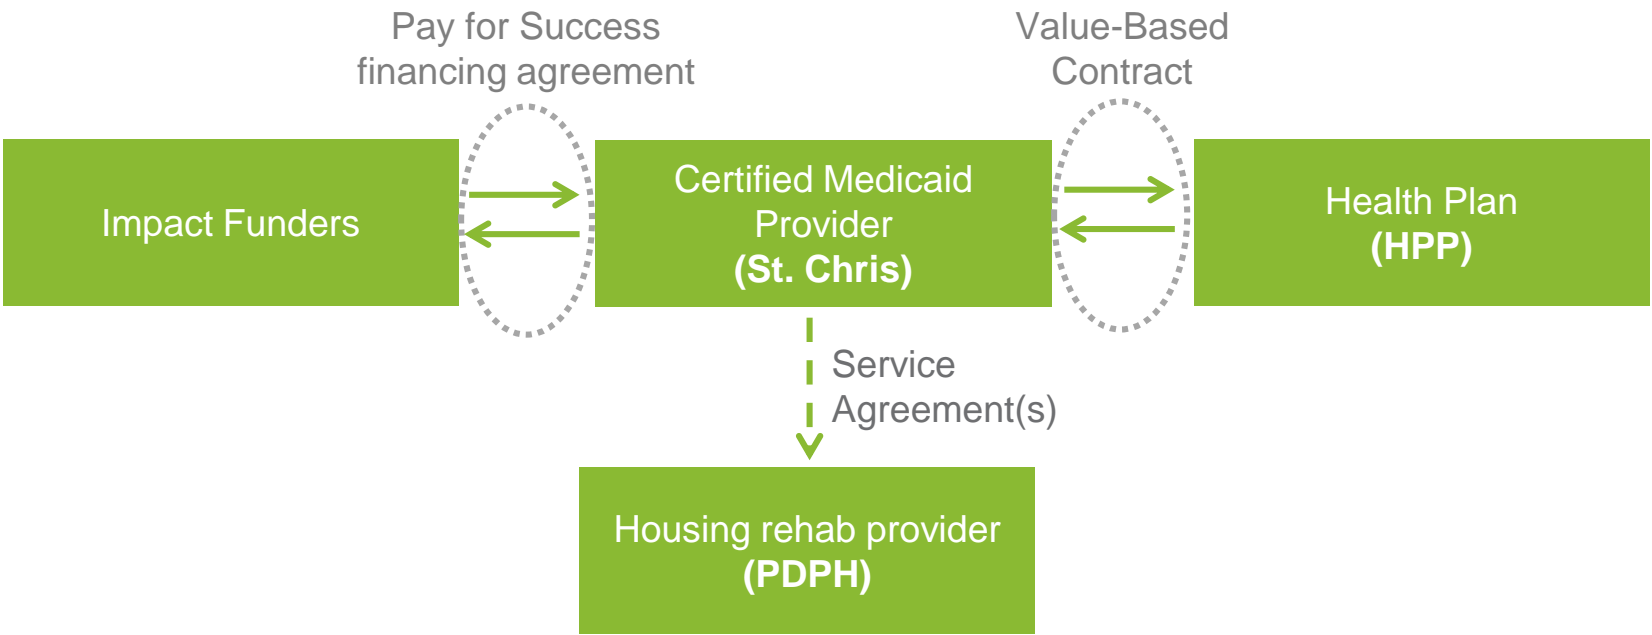 Pay for Success
financing agreement
Value-Based
Contract
Impact Funders
Certified Medicaid
Provider
(St. Chris)
Health Plan
(HPP)
Service
Agreement(s)
Housing rehab provider
(PDPH)